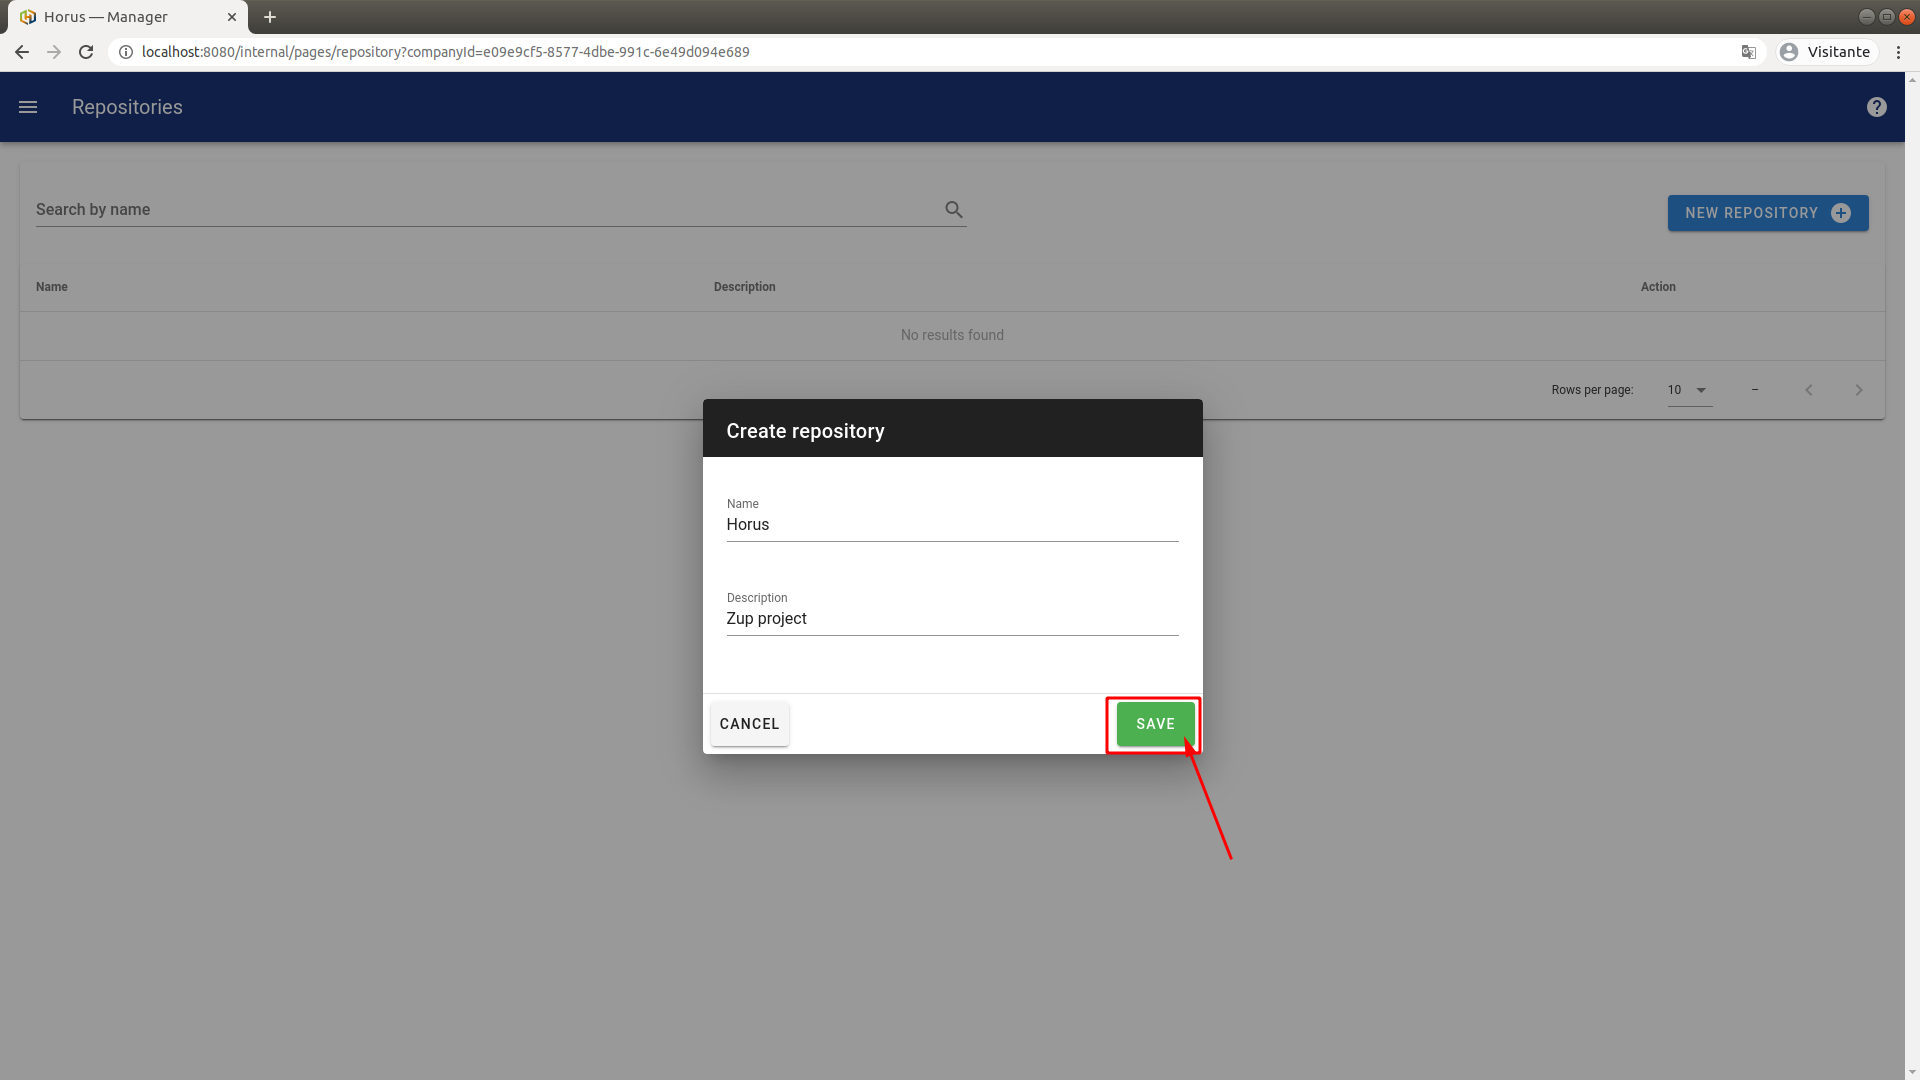 Horus — Manager
localhost:8080/internal/pages/repository?companyId=e09e9cf5-8577-4dbe-991c-6e49d094e689
Visitante
Repositories
Search by name
NEW REPOSITORY
Name Description Action
No results found
Rows per page: 10 –
Create repository
Name
Horus
Description
Zup project
CANCEL SAVE